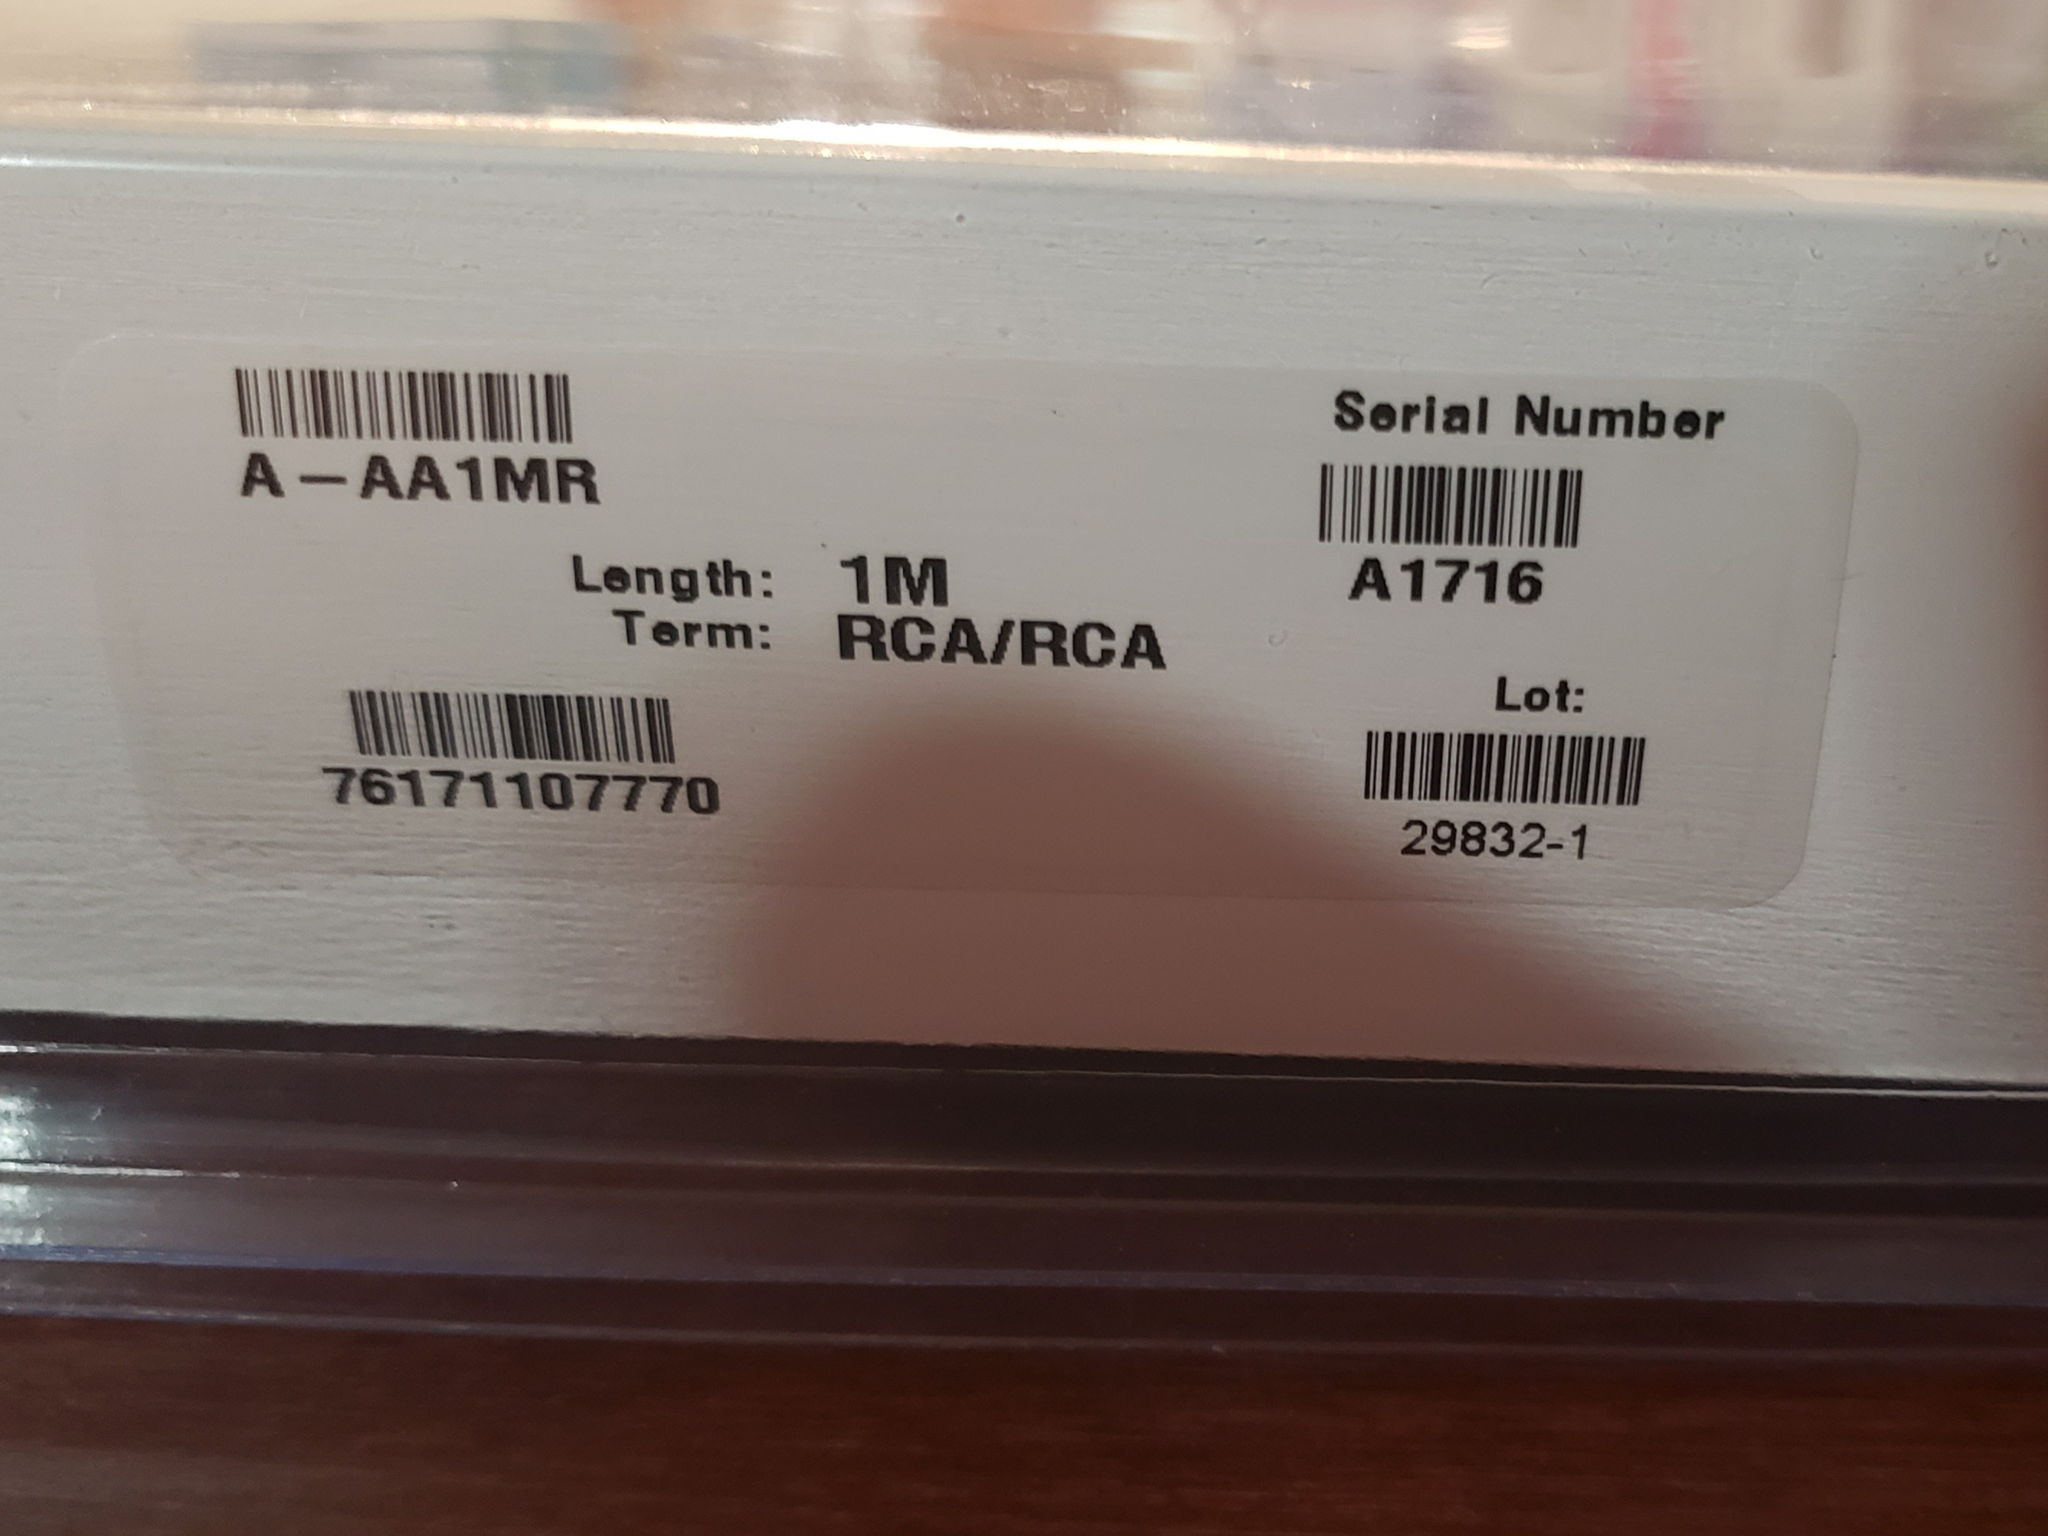 A-AA1MR
Length: 1M
Term: RCA/RCA
76171107770
Serial Number
A1716
Lot:
29832-1